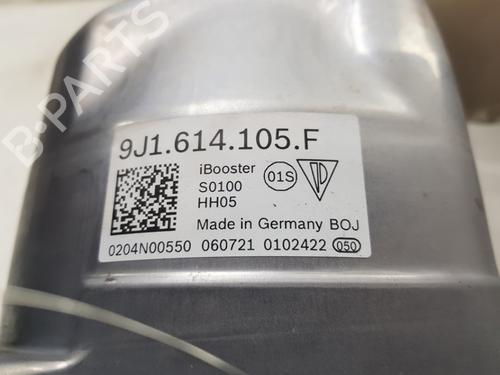 B-PARTS
9J1.614.105.F
iBooster
S0100
HH05
01S
Made in Germany BOJ
0204N00550 060721 0102422 050